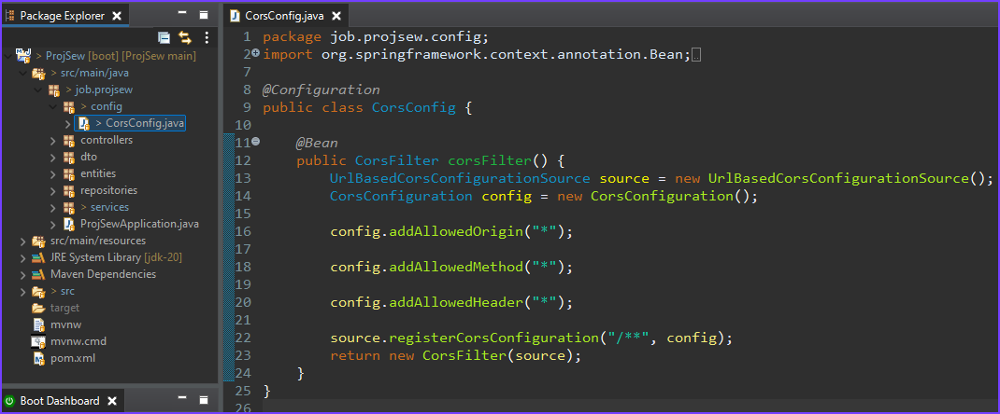 Package Explorer
> ProjSew [boot] [ProjSew main]
> src/main/java
> job.projsew
> config
> CorsConfig.java
controllers
dto
entities
repositories
> services
ProjSewApplication.java
src/main/resources
JRE System Library [jdk-20]
Maven Dependencies
> src
target
mvnw
mvnw.cmd
pom.xml
Boot Dashboard
CorsConfig.java
1 package job.projsew.config;
2 import org.springframework.context.annotation.Bean;
7
8 @Configuration
9 public class CorsConfig {
10
11 @Bean
12 public CorsFilter corsFilter() {
13 UrlBasedCorsConfigurationSource source = new UrlBasedCorsConfigurationSource();
14 CorsConfiguration config = new CorsConfiguration();
15
16 config.addAllowedOrigin("*");
17
18 config.addAllowedMethod("*");
19
20 config.addAllowedHeader("*");
21
22 source.registerCorsConfiguration("/**", config);
23 return new CorsFilter(source);
24 }
25 }
26